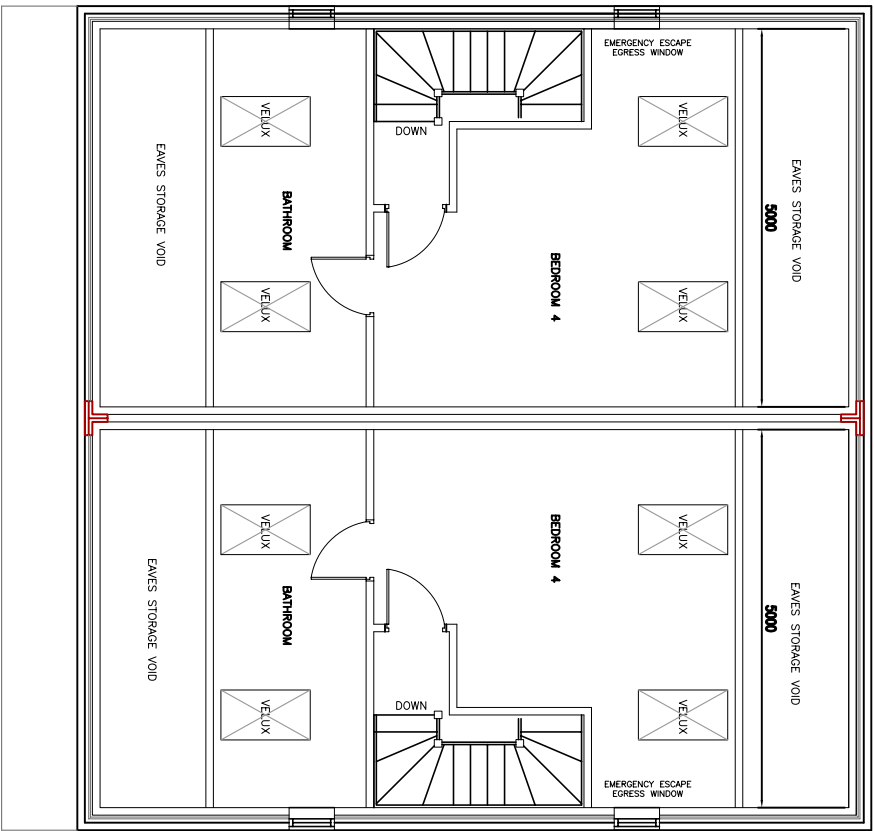 EMERGENCY ESCAPE
EGRESS WINDOW
VELUX
VELUX
DOWN
EAVES STORAGE VOID
BATHROOM
5000
EAVES STORAGE VOID
BEDROOM 4
VELUX
VELUX
VELUX
BEDROOM 4
VELUX
EAVES STORAGE VOID
BATHROOM
5000
EAVES STORAGE VOID
VELUX
DOWN
VELUX
EMERGENCY ESCAPE
EGRESS WINDOW